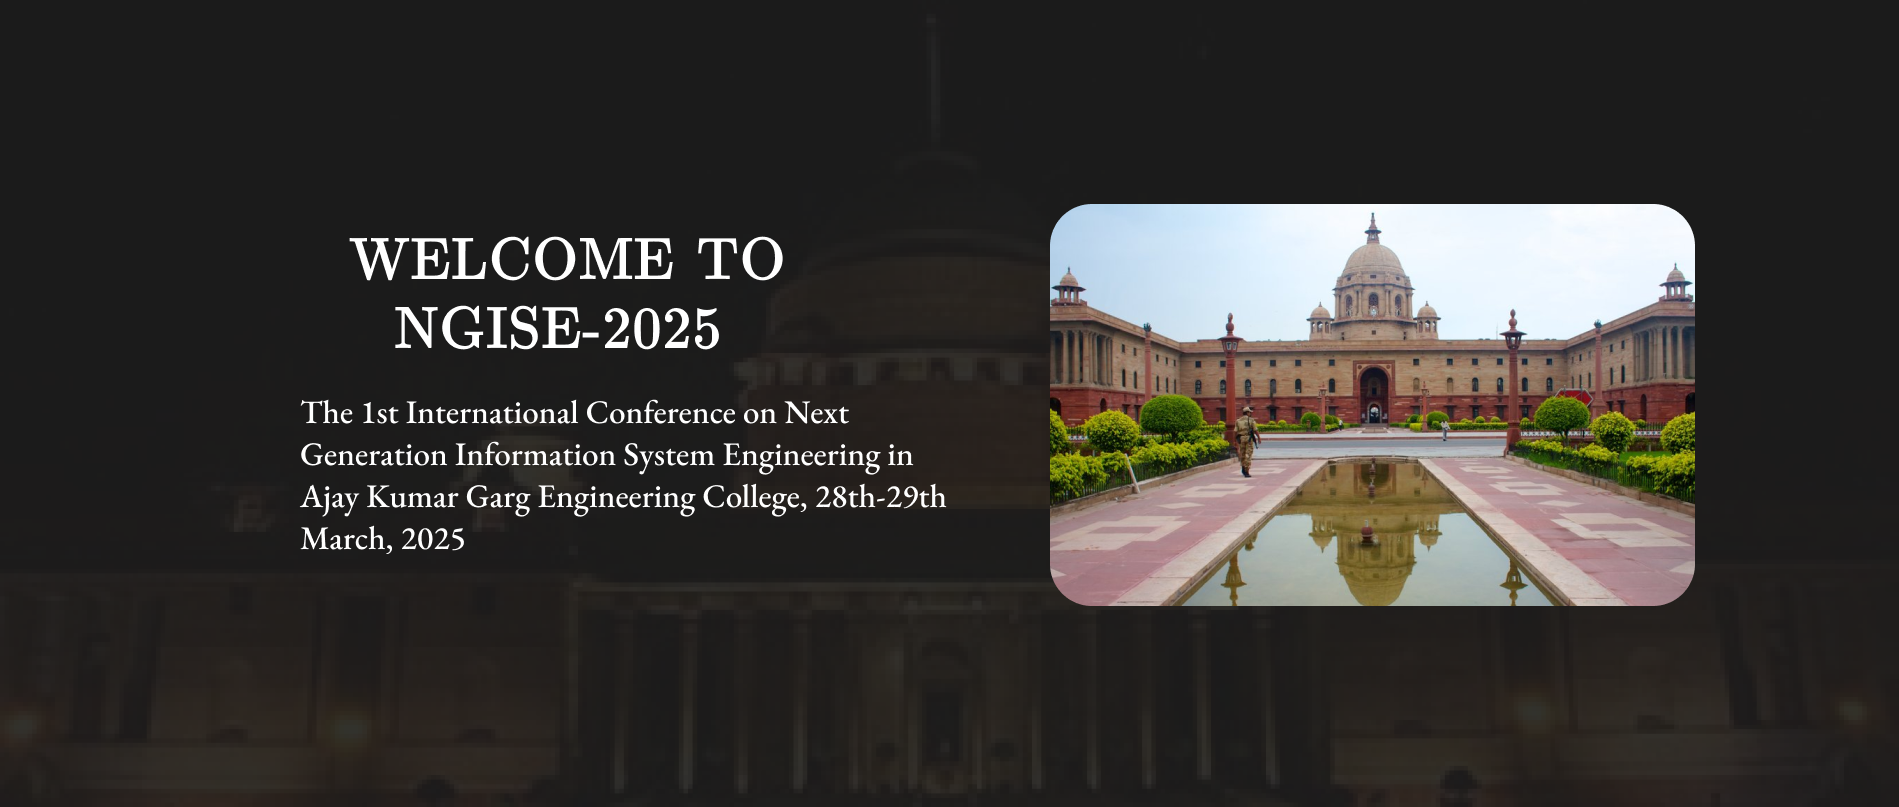 WELCOME TO
NGISE-2025
The 1st International Conference on Next
Generation Information System Engineering in
Ajay Kumar Garg Engineering College, 28th-29th
March, 2025